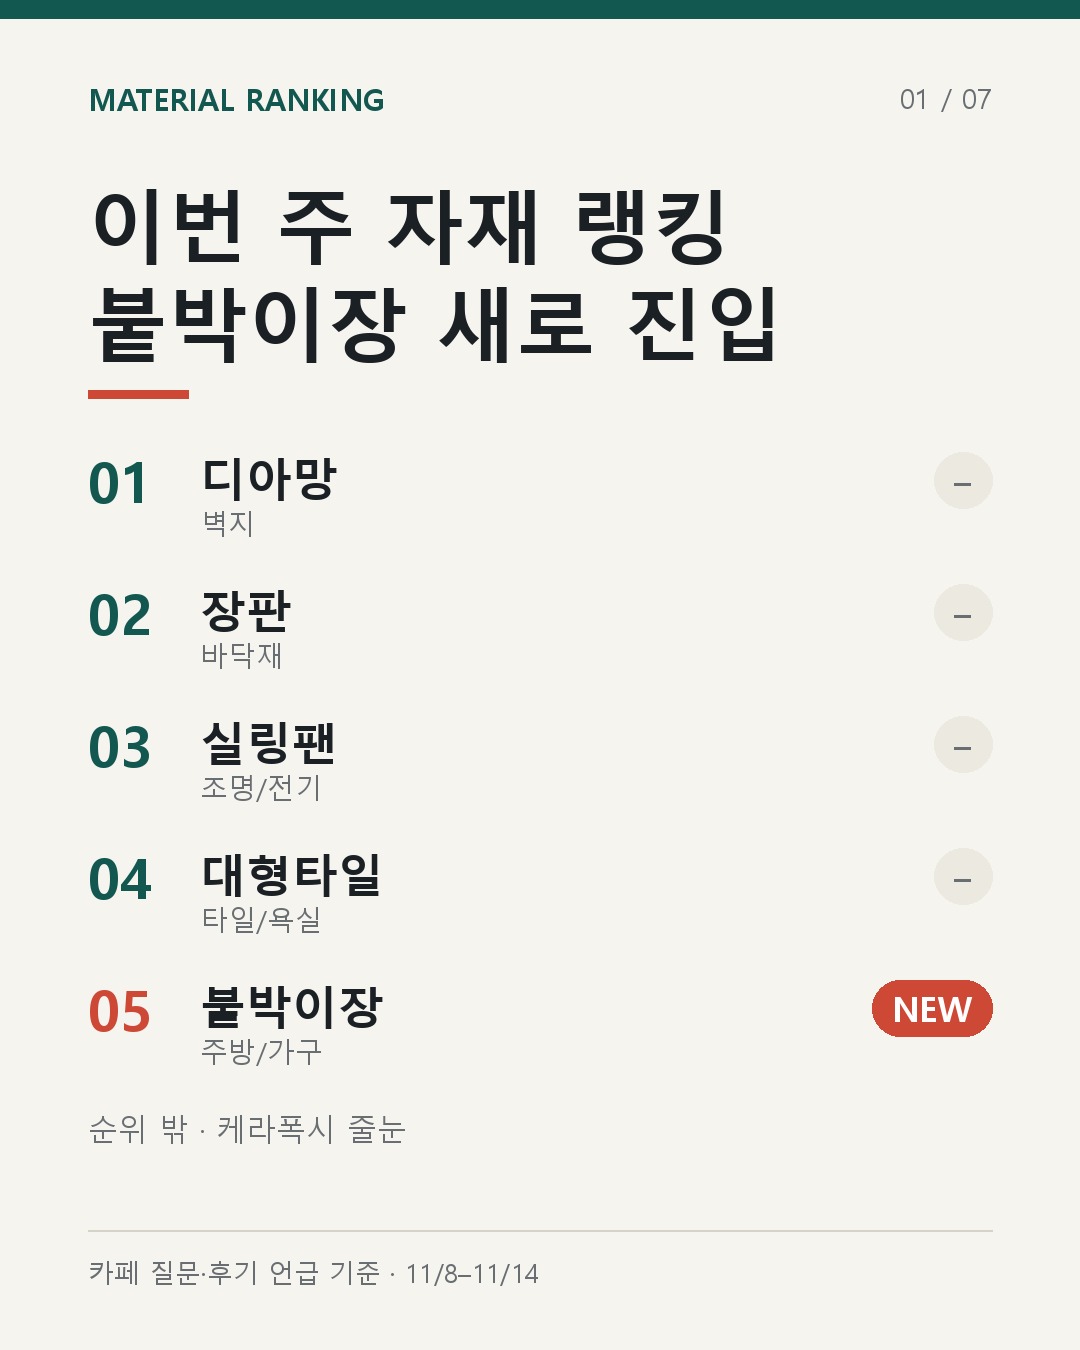 MATERIAL RANKING
01 / 07
이번 주 자재 랭킹
붙박이장 새로 진입
01 디아망 –
벽지
02 장판 –
바닥재
03 실링팬 –
조명/전기
04 대형타일 –
타일/욕실
05 붙박이장 NEW
주방/가구
순위 밖 · 케라폭시 줄눈
카페 질문·후기 언급 기준 · 11/8–11/14